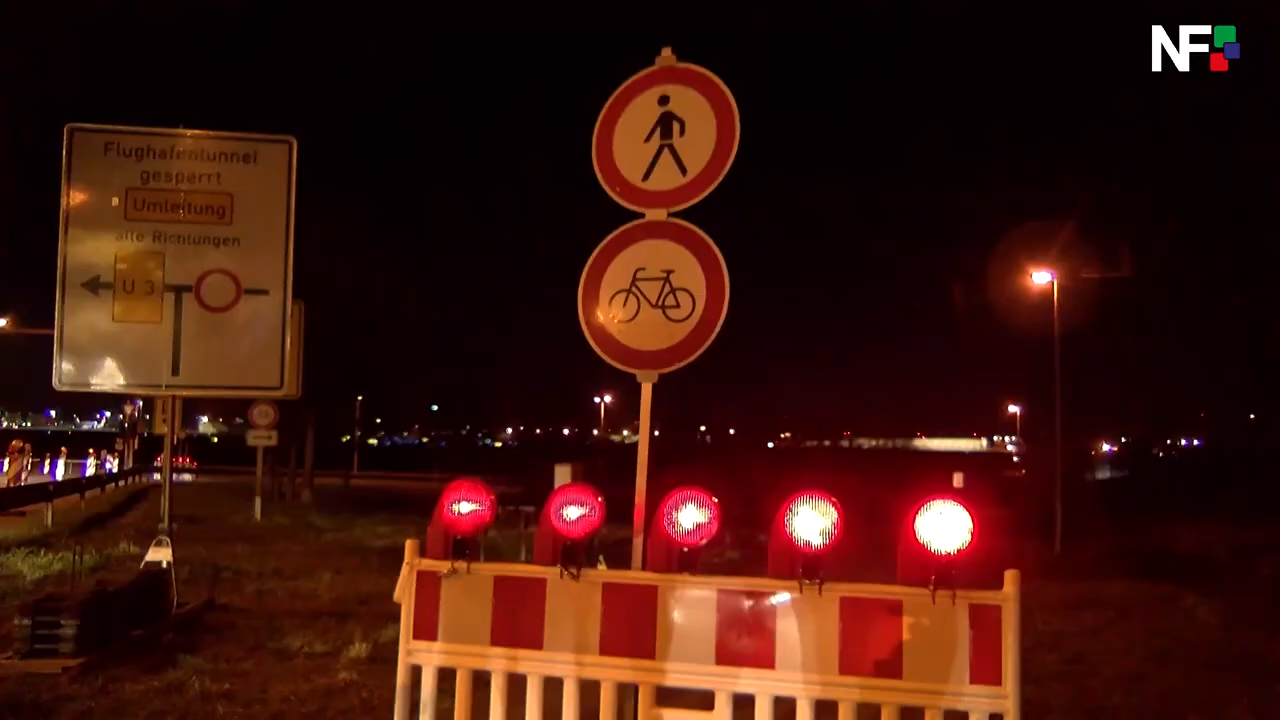 NF
Flughafentunnel
gesperrt
Umleitung
alle Richtungen
U 3